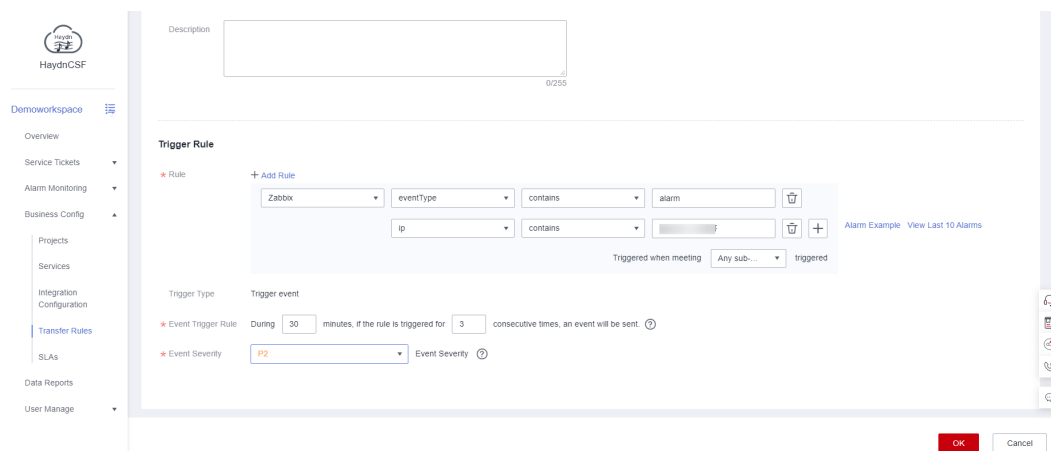 Haydn
HaydnCSF
Demoworkspace
Overview
Service Tickets
Alarm Monitoring
Business Config
Projects
Services
Integration
Configuration
Transfer Rules
SLAs
Data Reports
User Manage
Description
0/255
Trigger Rule
* Rule + Add Rule
Zabbix eventType contains alarm
ip contains
Alarm Example View Last 10 Alarms
Triggered when meeting Any sub-... triggered
Trigger Type Trigger event
* Event Trigger Rule During 30 minutes, if the rule is triggered for 3 consecutive times, an event will be sent. ?
* Event Severity P2 Event Severity ?
OK Cancel